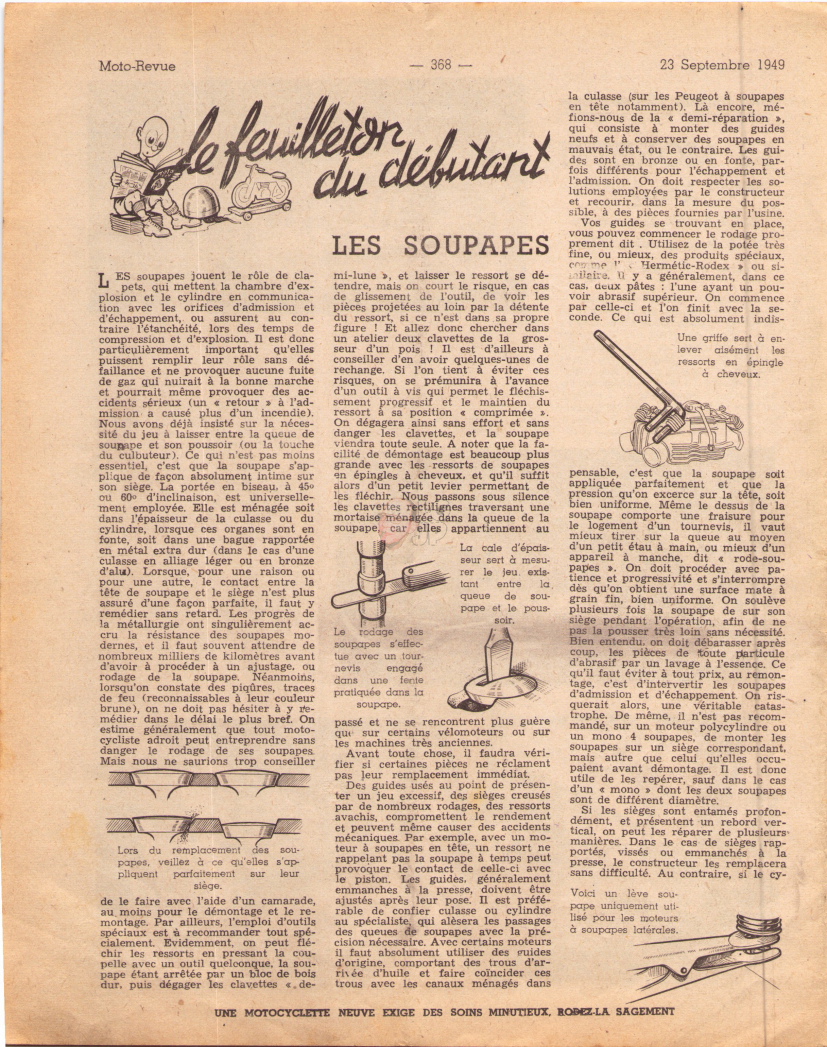 Moto-Revue
— 368 —
23 Septembre 1949
le feuilleton
du débutant
LES SOUPAPES
LES soupapes jouent le rôle de cla-
pets, qui mettent la chambre d'ex-
plosion et le cylindre en communica-
tion avec les orifices d'admission et
d'échappement, ou assurent au con-
traire l'étanchéité, lors des temps de
compression et d'explosion. Il est donc
particulièrement important qu'elles
puissent remplir leur rôle sans dé-
faillance et ne provoquer aucune fuite
de gaz qui nuirait à la bonne marche
et pourrait même provoquer des ac-
cidents sérieux (un « retour » à l'ad-
mission a causé plus d'un incendie).
Nous avons déjà insisté sur la néces-
sité du jeu à laisser entre la queue de
soupape et son poussoir (ou la touche
du culbuteur). Ce qui n'est pas moins
essentiel, c'est que la soupape s'ap-
plique de façon absolument intime sur
son siège. La portée en biseau, à 45°
ou 60° d'inclinaison, est universelle-
ment employée. Elle est ménagée soit
dans l'épaisseur de la culasse ou du
cylindre, lorsque ces organes sont en
fonte, soit dans une bague rapportée
en métal extra dur (dans le cas d'une
culasse en alliage léger ou en bronze
d'alu). Lorsque, pour une raison ou
pour une autre, le contact entre la
tête de soupape et le siège n'est plus
assuré d'une façon parfaite, il faut y
remédier sans retard. Les progrès de
la métallurgie ont singulièrement ac-
cru la résistance des soupapes mo-
dernes, et il faut souvent attendre de
nombreux milliers de kilomètres avant
d'avoir à procéder à un ajustage, ou
rodage de la soupape. Néanmoins,
lorsqu'on constate des piqûres, traces
de feu (reconnaissables à leur couleur
brune), on ne doit pas hésiter à y re-
médier dans le délai le plus bref. On
estime généralement que tout moto-
cycliste adroit peut entreprendre sans
danger le rodage de ses soupapes.
Mais nous ne saurions trop conseiller
Lors du remplacement des sou-
papes, veillez à ce qu'elles s'ap-
pliquent parfaitement sur leur
siège.
de le faire avec l'aide d'un camarade,
au moins pour le démontage et le re-
montage. Par ailleurs, l'emploi d'outils
spéciaux est à recommander tout spé-
cialement. Evidemment, on peut flé-
chir les ressorts en pressant la cou-
pelle avec un outil quelconque, la sou-
pape étant arrêtée par un bloc de bois
dur, puis dégager les clavettes « de-
mi-lune », et laisser le ressort se dé-
tendre, mais on court le risque, en cas
de glissement de l'outil, de voir les
pièces projetées au loin par la détente
du ressort, si ce n'est dans sa propre
figure ! Et allez donc chercher dans
un atelier deux clavettes de la gros-
seur d'un pois ! Il est d'ailleurs à
conseiller d'en avoir quelques-unes de
rechange. Si l'on tient à éviter ces
risques, on se prémunira à l'avance
d'un outil à vis qui permet le fléchis-
sement progressif et le maintien du
ressort à sa position « comprimée ».
On dégagera ainsi sans effort et sans
danger les clavettes, et la soupape
viendra toute seule. A noter que la fa-
cilité de démontage est beaucoup plus
grande avec les ressorts de soupapes
en épingles à cheveux, et qu'il suffit
alors d'un petit levier permettant de
les fléchir. Nous passons sous silence
les clavettes rectilignes traversant une
mortaise ménagée dans la queue de la
soupape, car elles appartiennent au
La cale d'épais-
seur sert à mesu-
rer le jeu exis-
tant entre la
queue de sou-
pape et le pous-
soir.
Le rodage des
soupapes s'effec-
tue avec un tour-
nevis engagé
dans une fente
pratiquée dans la
soupape.
passé et ne se rencontrent plus guère
que sur certains vélomoteurs ou sur
les machines très anciennes.
Avant toute chose, il faudra véri-
fier si certaines pièces ne réclament
pas leur remplacement immédiat.
Des guides usés au point de présen-
ter un jeu excessif, des sièges creusés
par de nombreux rodages, des ressorts
avachis, compromettent le rendement
et peuvent même causer des accidents
mécaniques. Par exemple, avec un mo-
teur à soupapes en tête, un ressort ne
rappelant pas la soupape à temps peut
provoquer le contact de celle-ci avec
le piston. Les guides, généralement
emmanchés à la presse, doivent être
ajustés après leur pose. Il est préfé-
rable de confier culasse ou cylindre
au spécialiste, qui alèsera les passages
des queues de soupapes avec la pré-
cision nécessaire. Avec certains moteurs
il faut absolument utiliser des guides
d'origine, comportant des trous d'ar-
rivée d'huile et faire coïncider ces
trous avec les canaux ménagés dans
la culasse (sur les Peugeot à soupapes
en tête notamment). Là encore, mé-
fions-nous de la « demi-réparation »,
qui consiste à monter des guides
neufs et à conserver des soupapes en
mauvais état, ou le contraire. Les gui-
des sont en bronze ou en fonte, par-
fois différents pour l'échappement et
l'admission. On doit respecter les so-
lutions employées par le constructeur
et recourir, dans la mesure du pos-
sible, à des pièces fournies par l'usine.
Vos guides se trouvant en place,
vous pouvez commencer le rodage pro-
prement dit . Utilisez de la potée très
fine, ou mieux, des produits spéciaux,
comme l'« Hermétic-Rodex » ou si-
milaire. Il y a généralement, dans ce
cas, deux pâtes : l'une ayant un pou-
voir abrasif supérieur. On commence
par celle-ci et l'on finit avec la se-
conde. Ce qui est absolument indis-
Une griffe sert à en-
lever aisément les
ressorts en épingle
à cheveux.
pensable, c'est que la soupape soit
appliquée parfaitement et que la
pression qu'on excerce sur la tête, soit
bien uniforme. Même le dessus de la
soupape comporte une fraisure pour
le logement d'un tournevis, il vaut
mieux tirer sur la queue au moyen
d'un petit étau à main, ou mieux d'un
appareil à manche, dit « rode-sou-
papes ». On doit procéder avec pa-
tience et progressivité et s'interrompre
dès qu'on obtient une surface mate à
grain fin, bien uniforme. On soulève
plusieurs fois la soupape de sur son
siège pendant l'opération, afin de ne
pas la pousser très loin sans nécessité.
Bien entendu, on doit débarasser après
coup, les pièces de toute particule
d'abrasif par un lavage à l'essence. Ce
qu'il faut éviter à tout prix, au remon-
tage, c'est d'intervertir les soupapes
d'admission et d'échappement. On ris-
querait alors, une véritable catas-
trophe. De même, il n'est pas recom-
mandé, sur un moteur polycylindre ou
un mono 4 soupapes, de monter les
soupapes sur un siège correspondant,
mais autre que celui qu'elles occu-
paient avant démontage. Il est donc
utile de les repérer, sauf dans le cas
d'un « mono » dont les deux soupapes
sont de différent diamètre.
Si les sièges sont entamés profon-
dément, et présentent un rebord ver-
tical, on peut les réparer de plusieurs
manières. Dans le cas de sièges rap-
portés, vissés ou emmanchés à la
presse, le constructeur les remplacera
sans difficulté. Au contraire, si le cy-
Voici un lève sou-
pape uniquement uti-
lisé pour les moteurs
à soupapes latérales.
UNE MOTOCYCLETTE NEUVE EXIGE DES SOINS MINUTIEUX, RODEZ-LA SAGEMENT